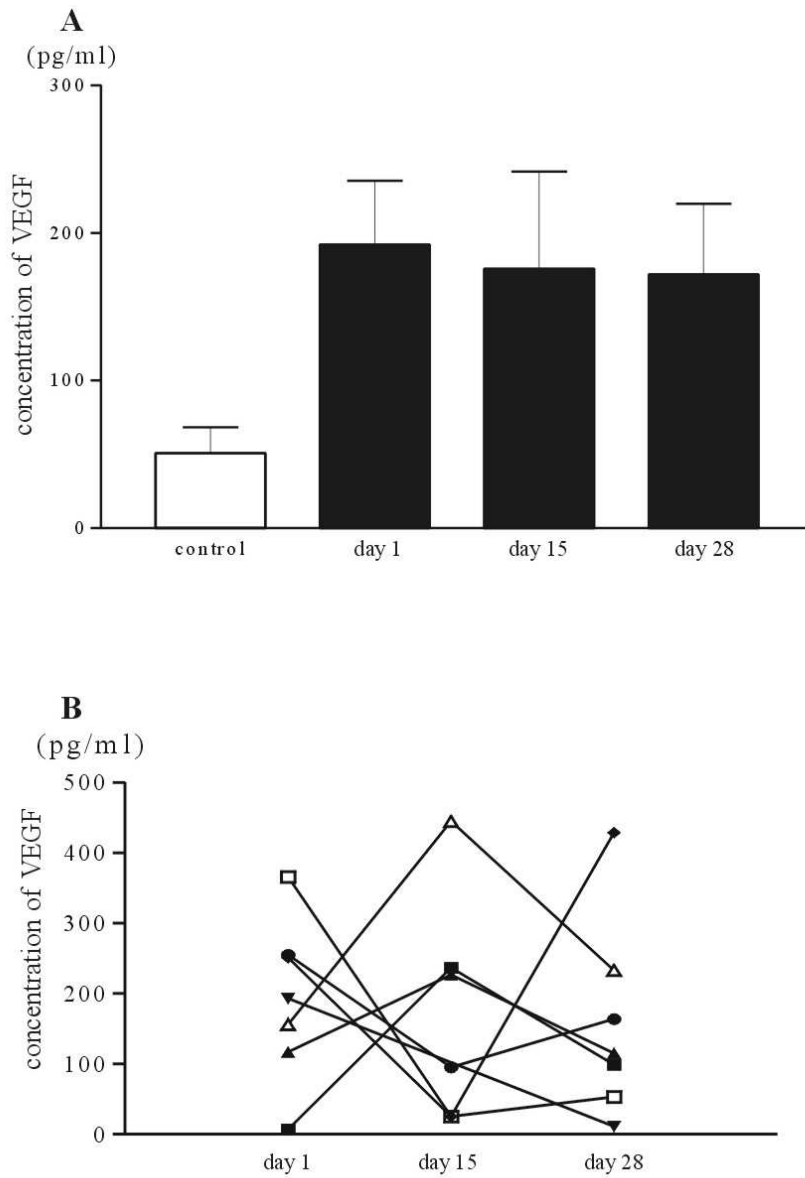 A
(pg/ml)
300
200
100
0
concentration of VEGF
control
day 1
day 15
day 28
B
(pg/ml)
500
400
300
200
100
0
concentration of VEGF
day 1
day 15
day 28